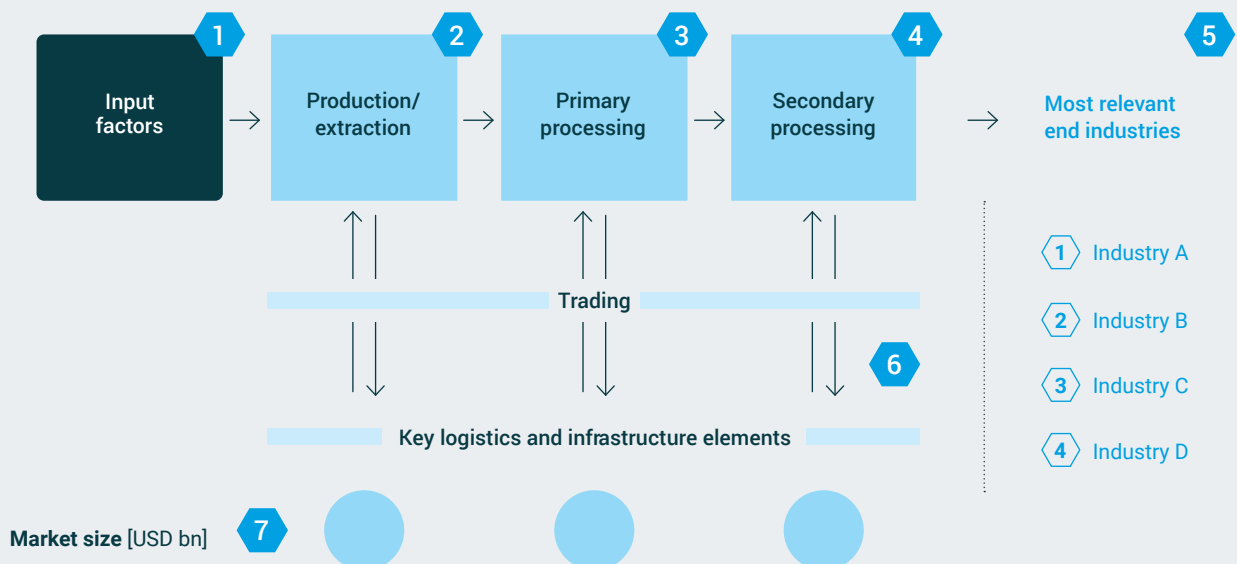 1
2
3
4
5
Input
factors
Production/
extraction
Primary
processing
Secondary
processing
Most relevant
end industries
1 Industry A
2 Industry B
3 Industry C
4 Industry D
Trading
6
Key logistics and infrastructure elements
Market size [USD bn]
7